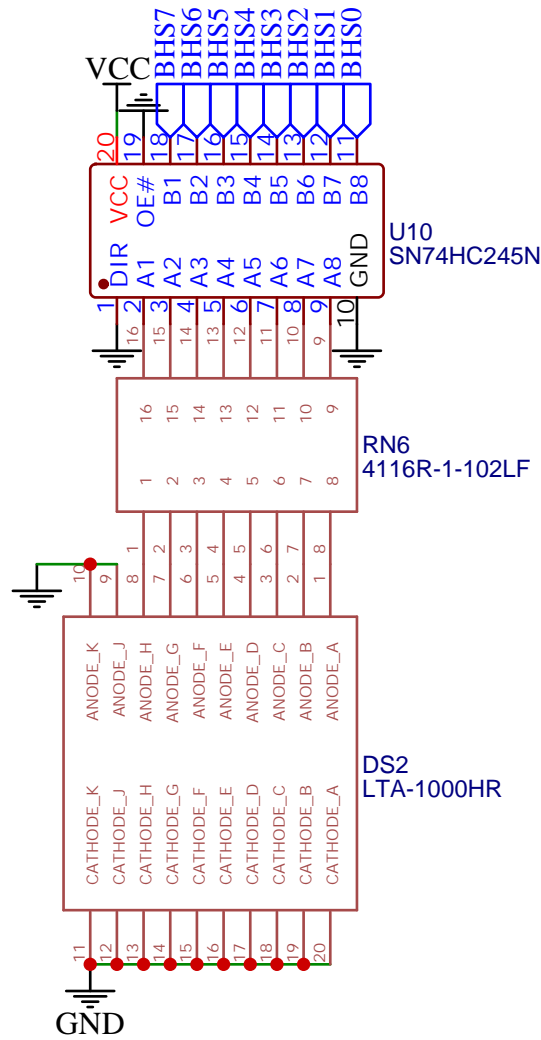 BHS7
BHS6
BHS5
BHS4
BHS3
BHS2
BHS1
BHS0
VCC
20
19
18
17
16
15
14
13
12
11
VCC
OE#
B1
B2
B3
B4
B5
B6
B7
B8
U10
SN74HC245N
DIR
A1
A2
A3
A4
A5
A6
A7
A8
GND
1
2
3
4
5
6
7
8
9
10
16
15
14
13
12
11
10
9
16
15
14
13
12
11
10
9
RN6
4116R-1-102LF
1
2
3
4
5
6
7
8
1
2
3
4
5
6
7
8
10
9
8
7
6
5
4
3
2
1
ANODE_K
ANODE_J
ANODE_H
ANODE_G
ANODE_F
ANODE_E
ANODE_D
ANODE_C
ANODE_B
ANODE_A
DS2
LTA-1000HR
CATHODE_K
CATHODE_J
CATHODE_H
CATHODE_G
CATHODE_F
CATHODE_E
CATHODE_D
CATHODE_C
CATHODE_B
CATHODE_A
11
12
13
14
15
16
17
18
19
20
GND